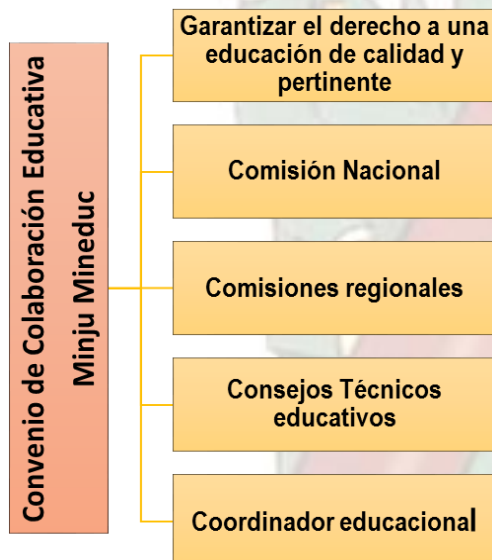 Convenio de Colaboración Educativa
Minju Mineduc
Garantizar el derecho a una
educación de calidad y
pertinente
Comisión Nacional
Comisiones regionales
Consejos Técnicos
educativos
Coordinador educacional